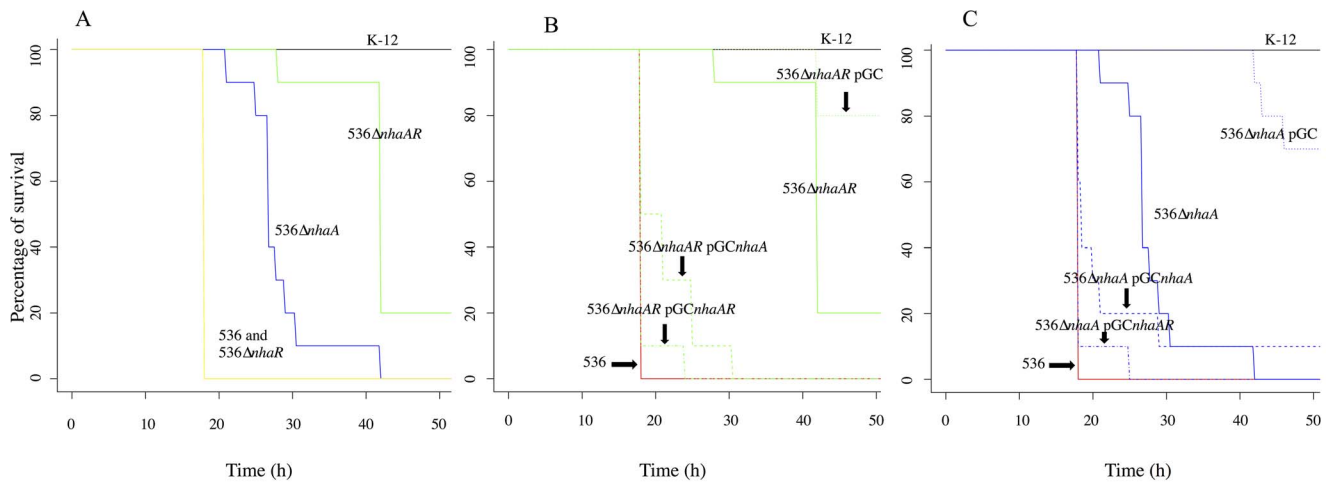 A
K-12
100
80
60
40
20
0
Percentage of survival
536ΔnhaAR
536ΔnhaA
536 and
536ΔnhaR
0 10 20 30 40 50
Time (h)
B
K-12
100
80
60
40
20
0
536ΔnhaAR pGC
536ΔnhaAR
536ΔnhaAR pGCnhaA
536ΔnhaAR pGCnhaAR
536
0 10 20 30 40 50
Time (h)
C
K-12
100
80
60
40
20
0
536ΔnhaA pGC
536ΔnhaA
536ΔnhaA pGCnhaA
536ΔnhaA pGCnhaAR
536
0 10 20 30 40 50
Time (h)